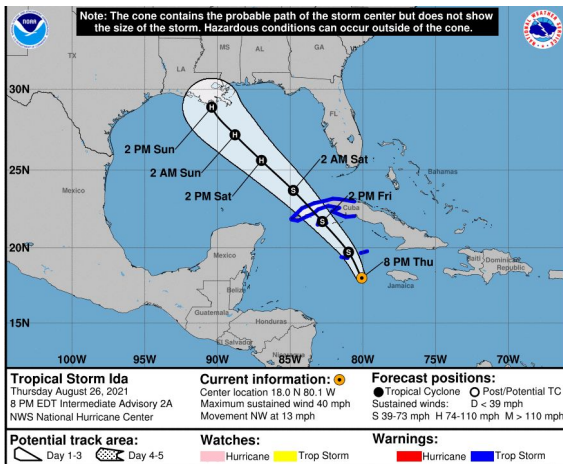 Note: The cone contains the probable path of the storm center but does not show
the size of the storm. Hazardous conditions can occur outside of the cone.
NOAA
NATIONAL WEATHER SERVICE
TX
LA
MS
AL
GA
FL
30N
25N
20N
15N
2 PM Sun
2 AM Sun
2 PM Sat
2 AM Sat
2 PM Fri
8 PM Thu
H
H
H
S
S
S
Mexico
Bahamas
Cuba
Mexico
Haiti
Dominican
Republic
Jamaica
Belize
Guatemala
Honduras
El Salvador
Nicaragua
100W 95W 90W 85W 80W 75W 70W
Tropical Storm Ida
Thursday August 26, 2021
8 PM EDT Intermediate Advisory 2A
NWS National Hurricane Center
Current information:
Center location 18.0 N 80.1 W
Maximum sustained wind 40 mph
Movement NW at 13 mph
Forecast positions:
Tropical Cyclone Post/Potential TC
Sustained winds: D < 39 mph
S 39-73 mph H 74-110 mph M > 110 mph
Potential track area:
Day 1-3 Day 4-5
Watches:
Hurricane Trop Storm
Warnings:
Hurricane Trop Storm